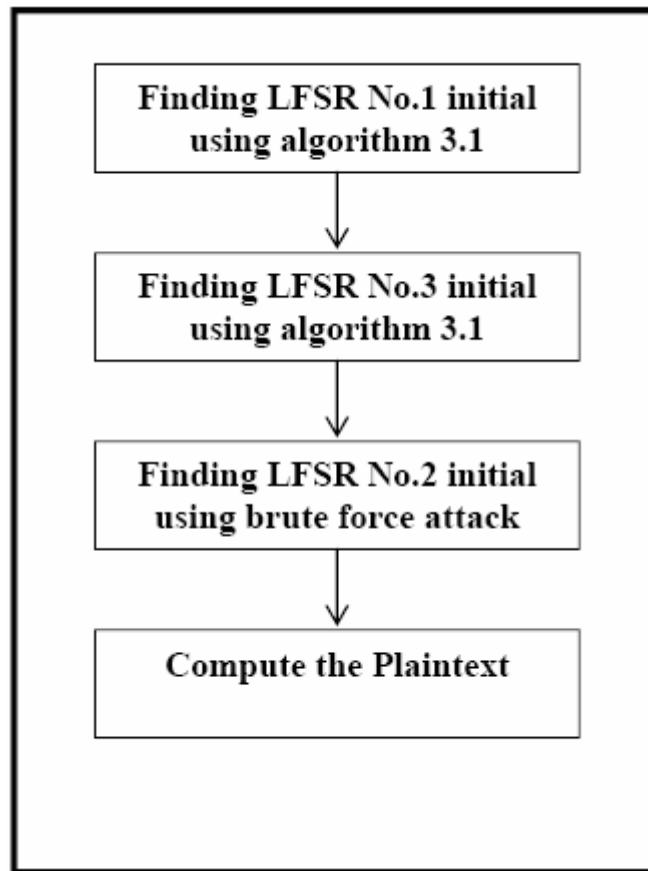 Finding LFSR No.1 initial
using algorithm 3.1
Finding LFSR No.3 initial
using algorithm 3.1
Finding LFSR No.2 initial
using brute force attack
Compute the Plaintext